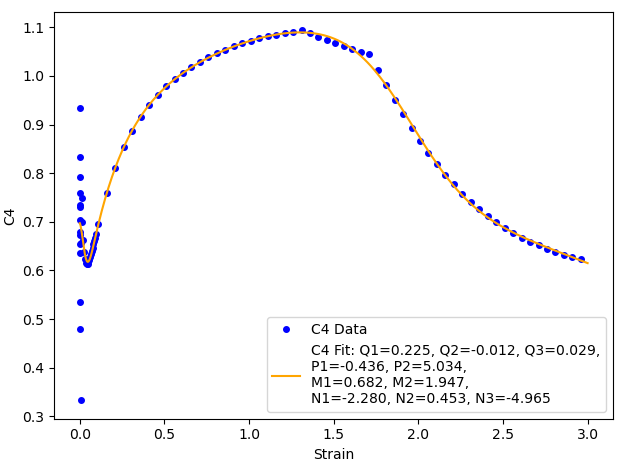 1.1
1.0
0.9
0.8
0.7
0.6
0.5
0.4
0.3
C4
0.0 0.5 1.0 1.5 2.0 2.5 3.0
Strain
C4 Data
C4 Fit: Q1=0.225, Q2=-0.012, Q3=0.029,
P1=-0.436, P2=5.034,
M1=0.682, M2=1.947,
N1=-2.280, N2=0.453, N3=-4.965